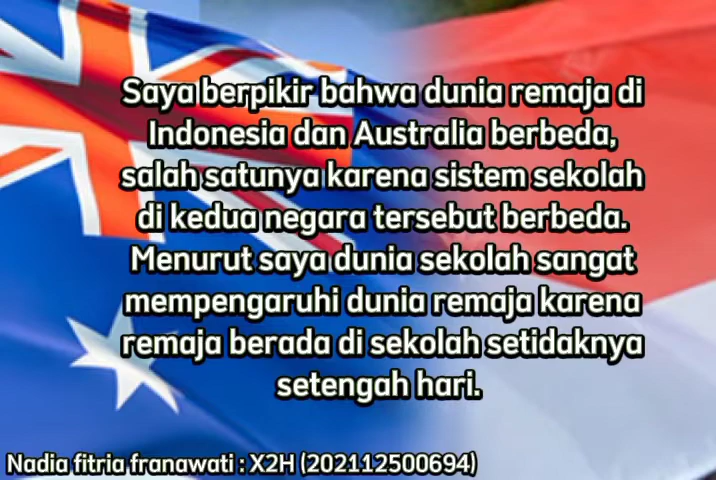 Saya berpikir bahwa dunia remaja di
Indonesia dan Australia berbeda,
salah satunya karena sistem sekolah
di kedua negara tersebut berbeda.
Menurut saya dunia sekolah sangat
mempengaruhi dunia remaja karena
remaja berada di sekolah setidaknya
setengah hari.
Nadia fitria franawati : X2H (202112500694)